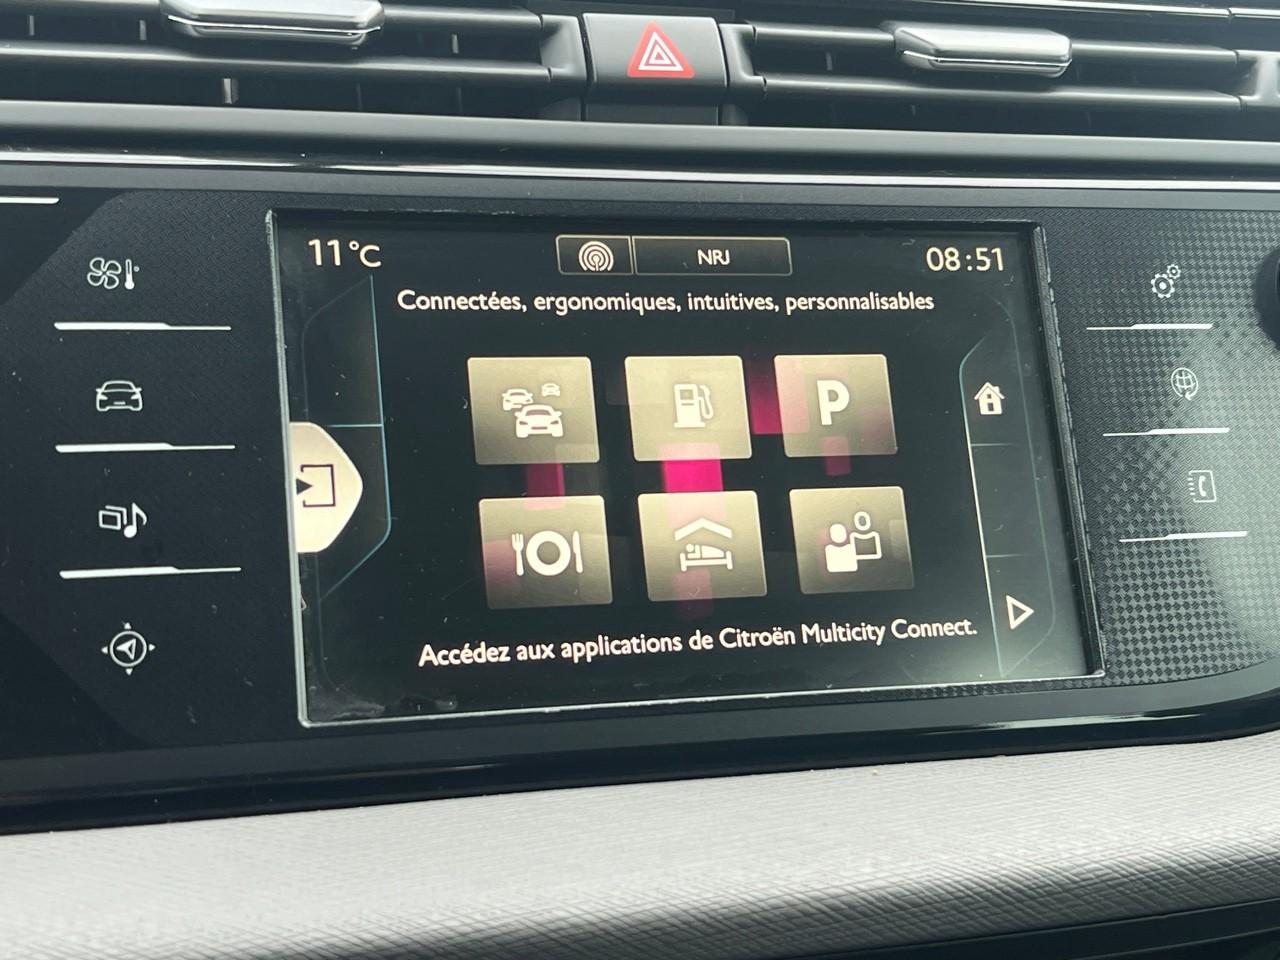 11°C
NRJ
08:51
Connectées, ergonomiques, intuitives, personnalisables
P
Accédez aux applications de Citroën Multicity Connect.